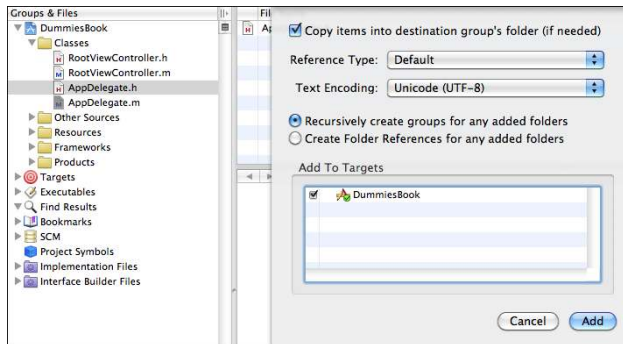 Groups & Files
DummiesBook
Classes
RootViewController.h
RootViewController.m
AppDelegate.h
AppDelegate.m
Other Sources
Resources
Frameworks
Products
Targets
Executables
Find Results
Bookmarks
SCM
Project Symbols
Implementation Files
Interface Builder Files
Fil
Copy items into destination group's folder (if needed)
Reference Type: Default
Text Encoding: Unicode (UTF-8)
Recursively create groups for any added folders
Create Folder References for any added folders
Add To Targets
DummiesBook
Cancel Add